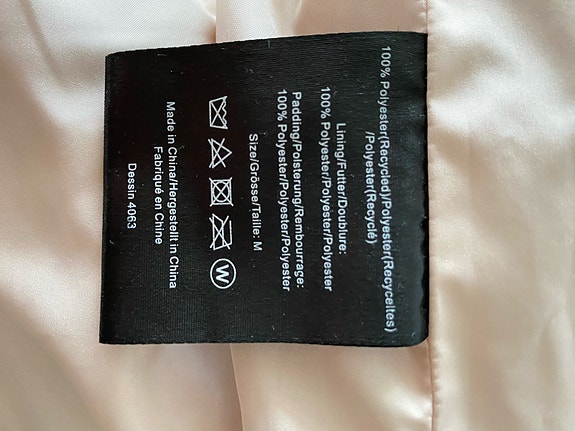 100% Polyester(Recycled)/Polyester(Recyceltes)
/Polyester(Recyclé)
Lining/Futter/Doublure:
100% Polyester/Polyester/Polyester
Padding/Polsterung/Rembourrage:
100% Polyester/Polyester/Polyester
Size/Grösse/Taille: M
W
Made in China/Hergestellt in China
Fabriqué en Chine
Dessin 4063